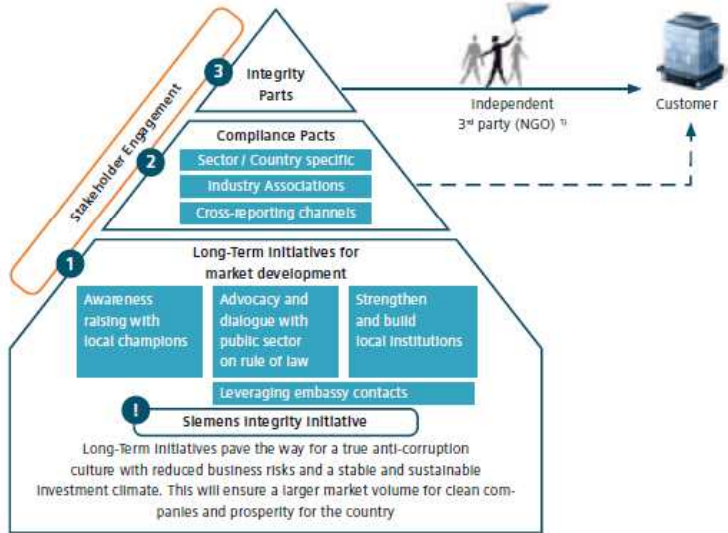 Stakeholder Engagement
3
Integrity
Parts
Independent
3rd party (NGO) 1)
Customer
2
Compliance Pacts
Sector / Country specific
Industry Associations
Cross-reporting channels
1
Long-Term Initiatives for
market development
Awareness
raising with
local champions
Advocacy and
dialogue with
public sector
on rule of law
Strengthen
and build
local institutions
Leveraging embassy contacts
!
Siemens Integrity Initiative
Long-Term Initiatives pave the way for a true anti-corruption
culture with reduced business risks and a stable and sustainable
investment climate. This will ensure a larger market volume for clean com-
panies and prosperity for the country